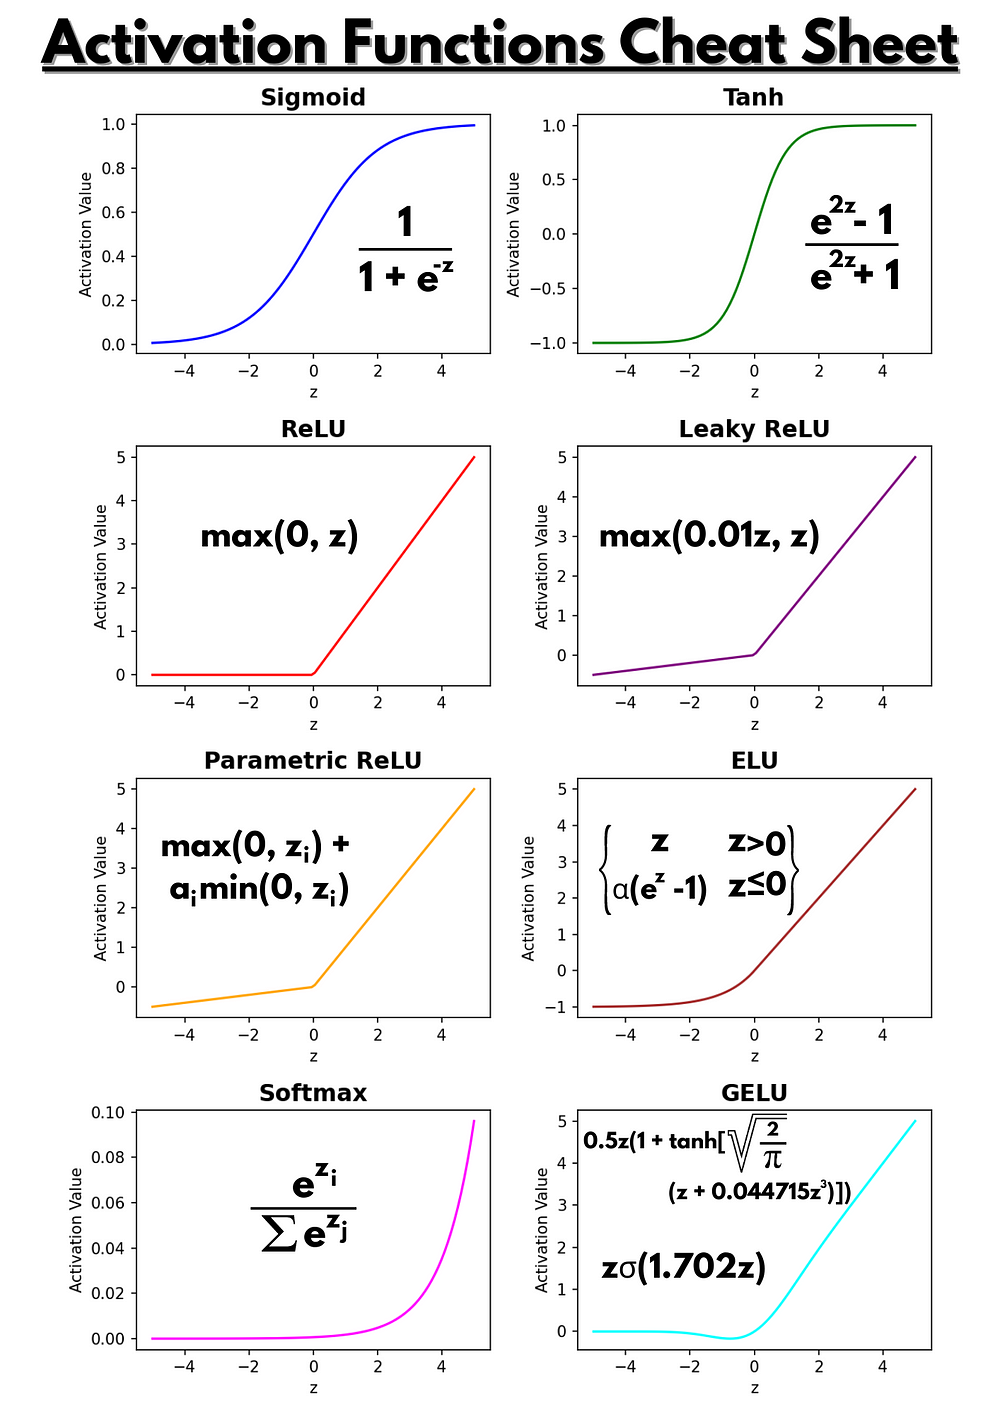 Activation Functions Cheat Sheet
Sigmoid
Activation Value
1.0
0.8
0.6
0.4
0.2
0.0
1
1 + e^-z
−4 −2 0 2 4
z
Tanh
Activation Value
1.0
0.5
0.0
−0.5
−1.0
e^2z - 1
e^2z + 1
−4 −2 0 2 4
z
ReLU
Activation Value
5
4
3
2
1
0
max(0, z)
−4 −2 0 2 4
z
Leaky ReLU
Activation Value
5
4
3
2
1
0
max(0.01z, z)
−4 −2 0 2 4
z
Parametric ReLU
Activation Value
5
4
3
2
1
0
max(0, zᵢ) +
aᵢmin(0, zᵢ)
−4 −2 0 2 4
z
ELU
Activation Value
5
4
3
2
1
0
−1
{ z z>0 }
{ α(e^z -1) z≤0 }
−4 −2 0 2 4
z
Softmax
Activation Value
0.10
0.08
0.06
0.04
0.02
0.00
e^zᵢ
∑ e^zⱼ
−4 −2 0 2 4
z
GELU
Activation Value
5
4
3
2
1
0
0.5z(1 + tanh[√(2/π)
(z + 0.044715z³)])
zσ(1.702z)
−4 −2 0 2 4
z